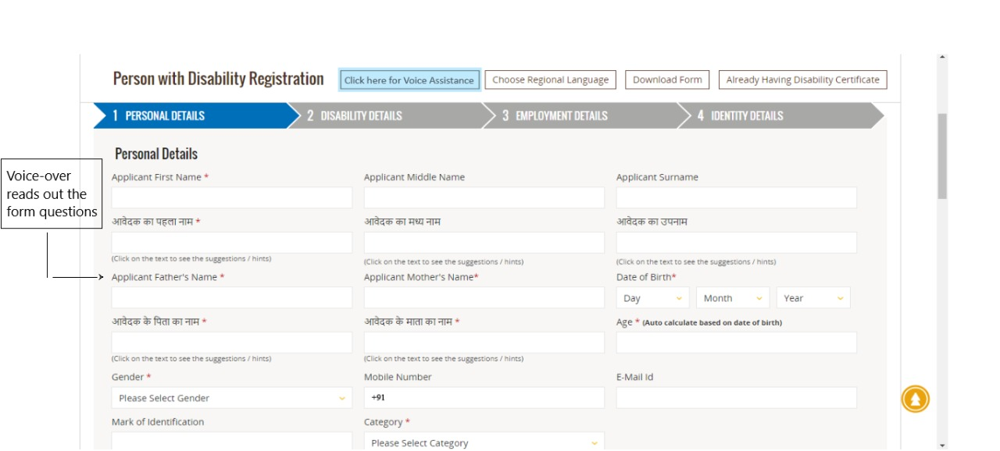 Person with Disability Registration
Click here for Voice Assistance
Choose Regional Language
Download Form
Already Having Disability Certificate
1 PERSONAL DETAILS
2 DISABILITY DETAILS
3 EMPLOYMENT DETAILS
4 IDENTITY DETAILS
Personal Details
Voice-over
reads out the
form questions
Applicant First Name *
Applicant Middle Name
Applicant Surname
आवेदक का पहला नाम *
आवेदक का मध्य नाम
आवेदक का उपनाम
(Click on the text to see the suggestions / hints)
(Click on the text to see the suggestions / hints)
(Click on the text to see the suggestions / hints)
Applicant Father's Name *
Applicant Mother's Name*
Date of Birth*
Day
Month
Year
आवेदक के पिता का नाम *
आवेदक के माता का नाम *
Age * (Auto calculate based on date of birth)
(Click on the text to see the suggestions / hints)
(Click on the text to see the suggestions / hints)
Gender *
Mobile Number
E-Mail Id
Please Select Gender
+91
Mark of Identification
Category *
Please Select Category